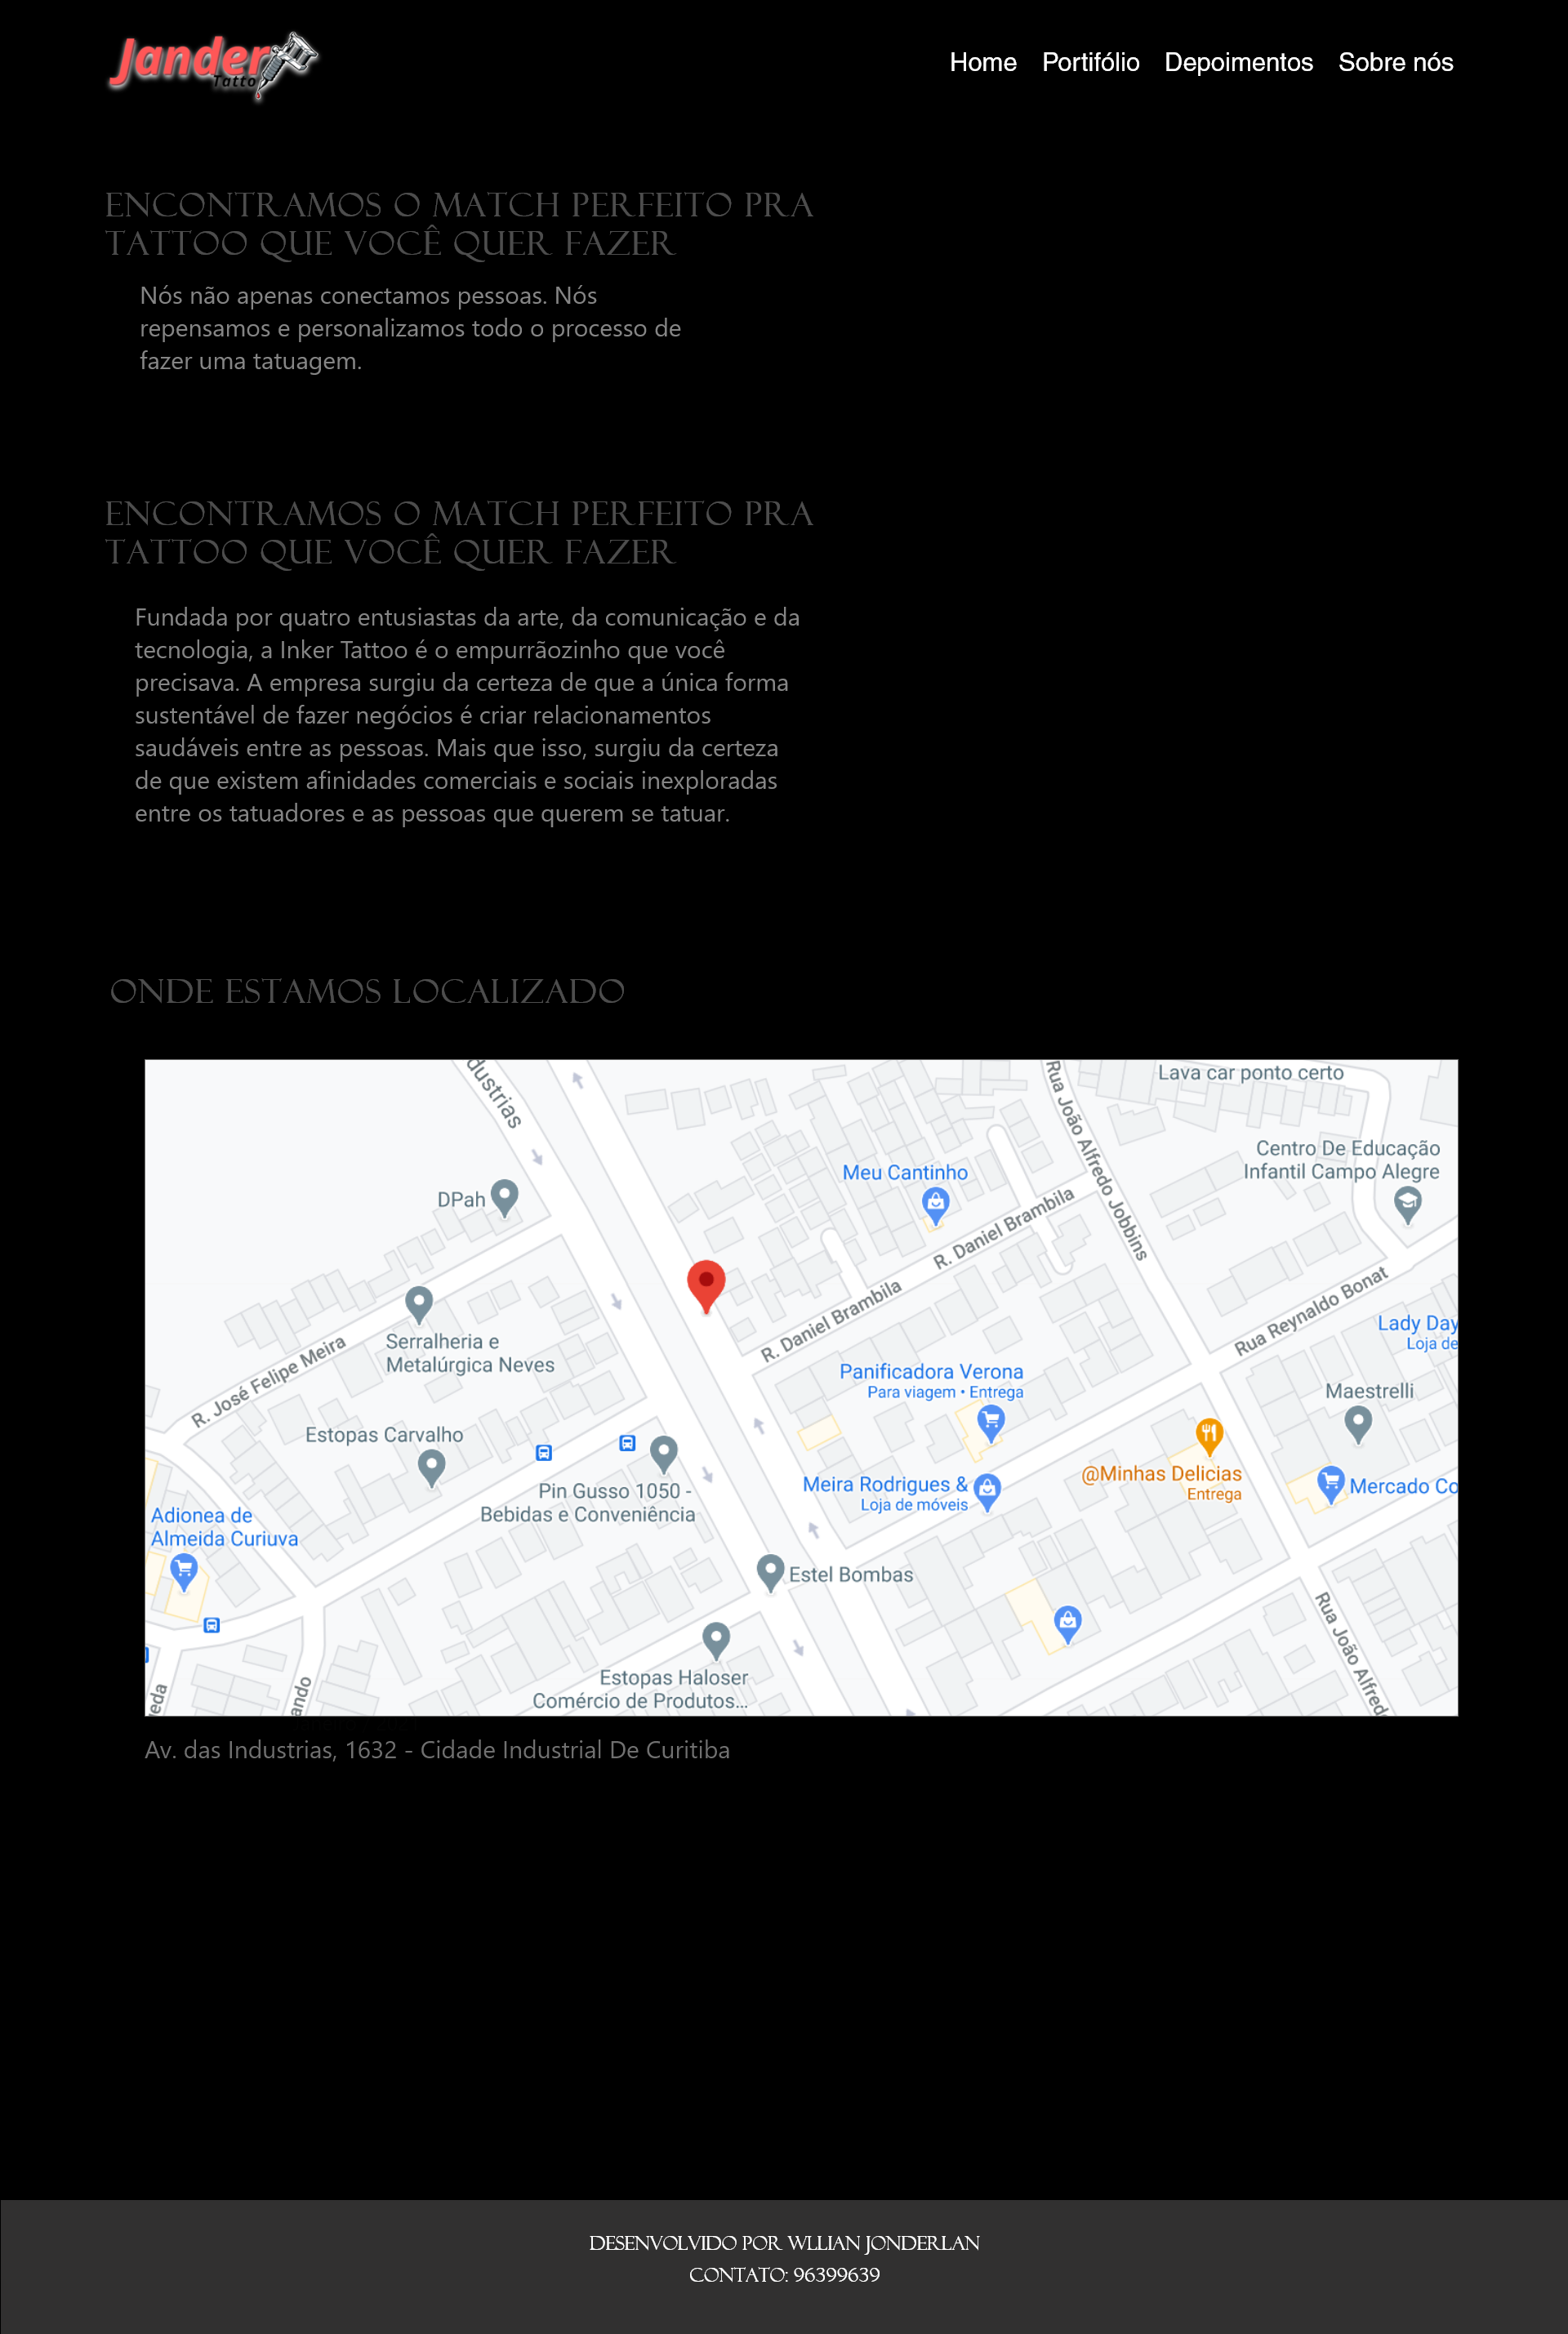 Jander
Tatto
Home Portifólio Depoimentos Sobre nós
ENCONTRAMOS O MATCH PERFEITO PRA
TATTOO QUE VOCÊ QUER FAZER
Nós não apenas conectamos pessoas. Nós
repensamos e personalizamos todo o processo de
fazer uma tatuagem.
ENCONTRAMOS O MATCH PERFEITO PRA
TATTOO QUE VOCÊ QUER FAZER
Fundada por quatro entusiastas da arte, da comunicação e da
tecnologia, a Inker Tattoo é o empurrãozinho que você
precisava. A empresa surgiu da certeza de que a única forma
sustentável de fazer negócios é criar relacionamentos
saudáveis entre as pessoas. Mais que isso, surgiu da certeza
de que existem afinidades comerciais e sociais inexploradas
entre os tatuadores e as pessoas que querem se tatuar.
ONDE ESTAMOS LOCALIZADO
dustrias
Rua João Alfredo Jobbins
Lava car ponto certo
Centro De Educação
Infantil Campo Alegre
Meu Cantinho
DPah
R. Daniel Brambila
R. Daniel Brambila
Rua Reynaldo Bonat
Lady Day
Loja de
Serralheria e
Metalúrgica Neves
R. José Felipe Meira
Panificadora Verona
Para viagem • Entrega
Maestrelli
Estopas Carvalho
@Minhas Delicias
Entrega
Meira Rodrigues &
Loja de móveis
Mercado Co
Pin Gusso 1050 -
Bebidas e Conveniência
Adionea de
Almeida Curiuva
Estel Bombas
Rua João Alfred
Estopas Haloser
Comércio de Produtos...
eda
ando
Av. das Industrias, 1632 - Cidade Industrial De Curitiba
DESENVOLVIDO POR WLLIAN JONDERLAN
CONTATO: 96399639